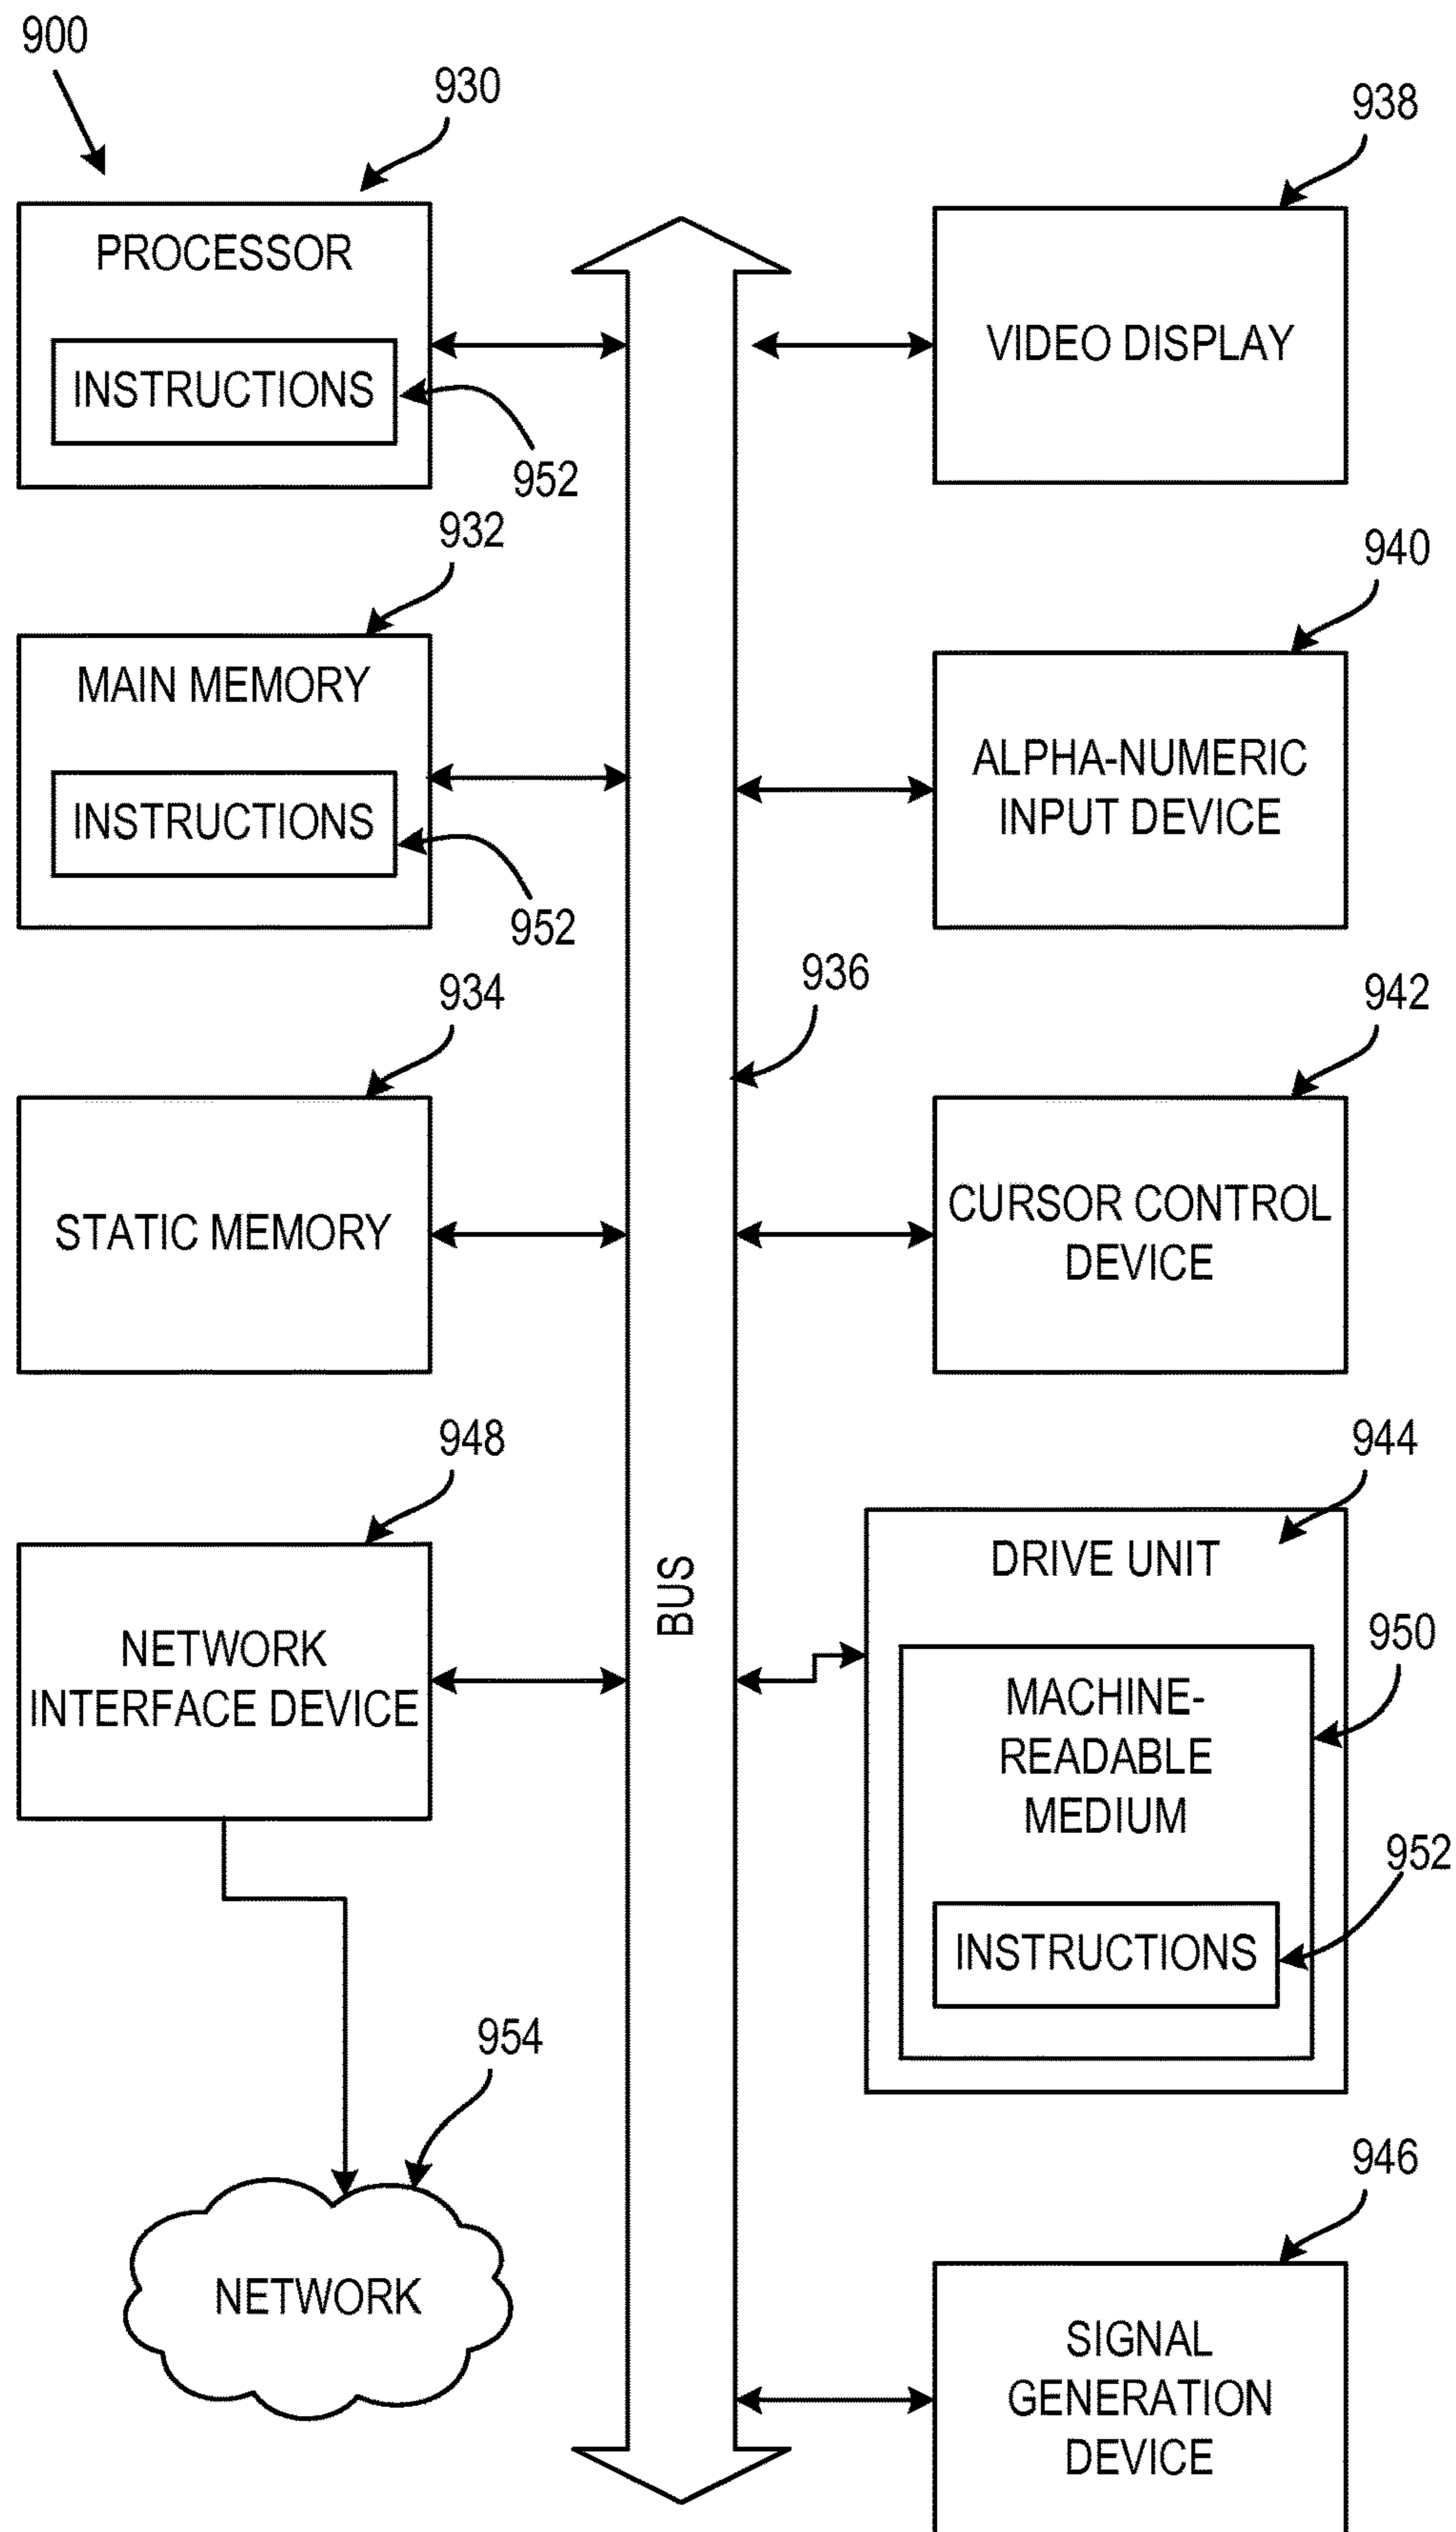 900
930
PROCESSOR
INSTRUCTIONS
952
932
MAIN MEMORY
INSTRUCTIONS
952
934
STATIC MEMORY
948
NETWORK
INTERFACE DEVICE
954
NETWORK
936
BUS
938
VIDEO DISPLAY
940
ALPHA-NUMERIC
INPUT DEVICE
942
CURSOR CONTROL
DEVICE
944
DRIVE UNIT
950
MACHINE-
READABLE
MEDIUM
952
INSTRUCTIONS
946
SIGNAL
GENERATION
DEVICE